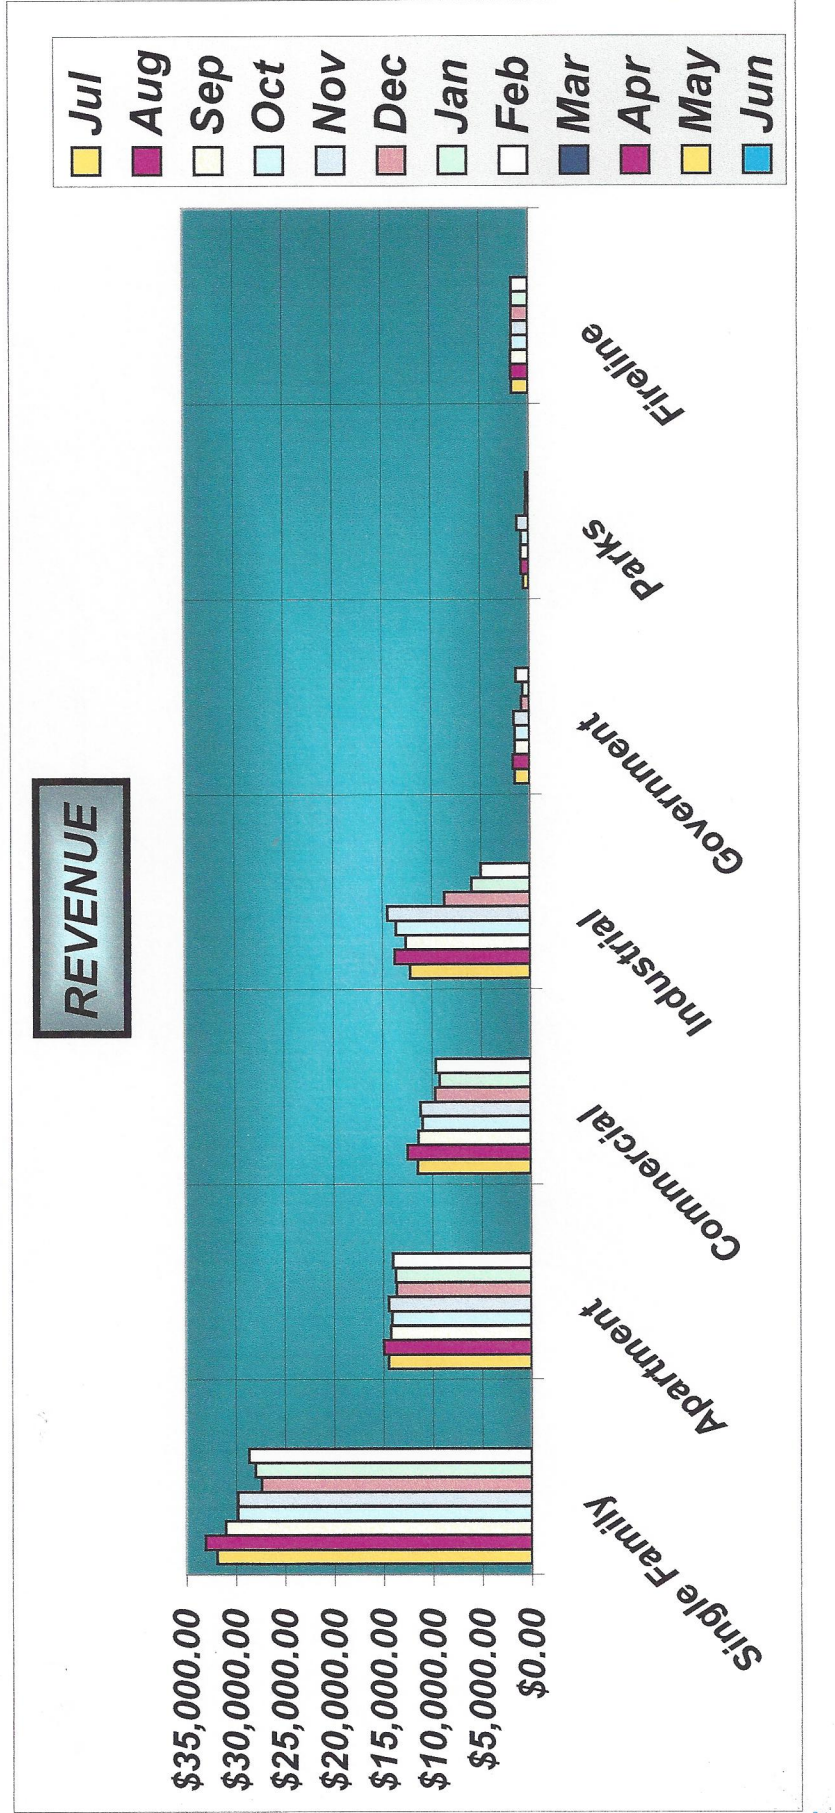 REVENUE
$35,000.00
$30,000.00
$25,000.00
$20,000.00
$15,000.00
$10,000.00
$5,000.00
$0.00
Single Family
Apartment
Commercial
Industrial
Government
Parks
Fireline
Jul
Aug
Sep
Oct
Nov
Dec
Jan
Feb
Mar
Apr
May
Jun